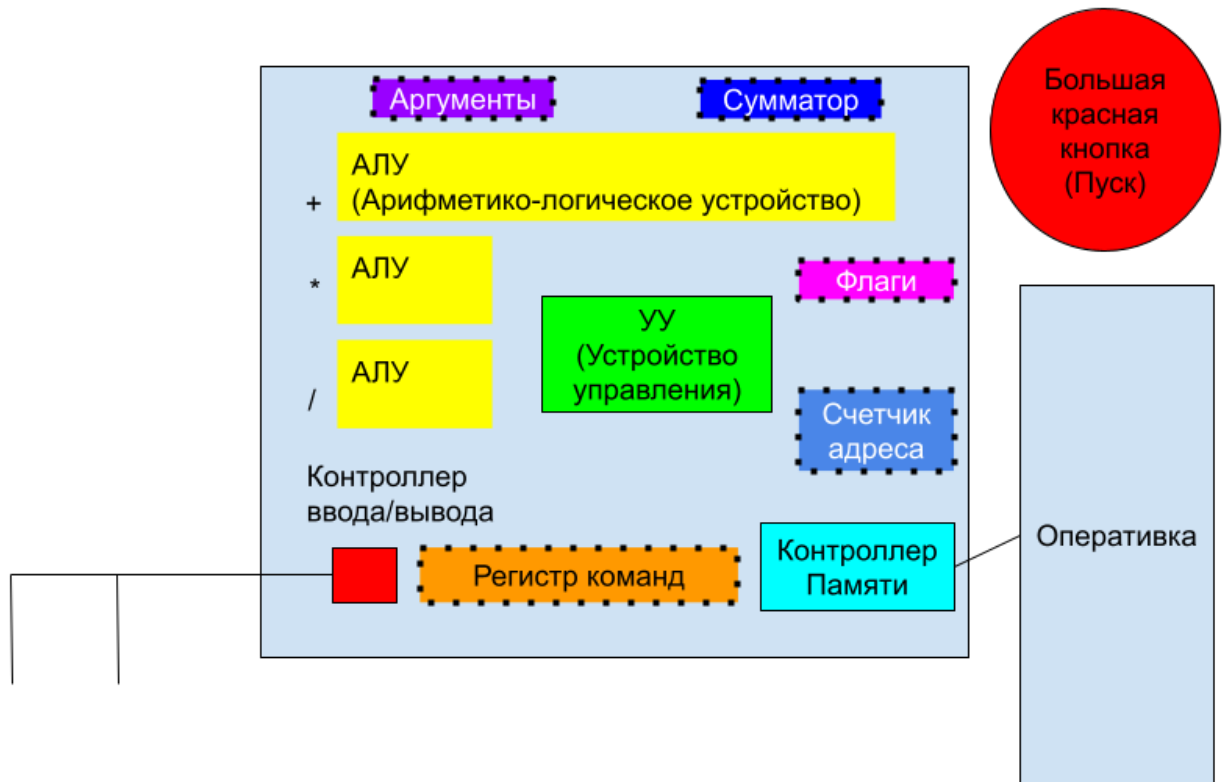 Аргументы
Сумматор
Большая
красная
кнопка
(Пуск)
АЛУ
+ (Арифметико-логическое устройство)
* АЛУ
Флаги
УУ
(Устройство
управления)
/ АЛУ
Счетчик
адреса
Контроллер
ввода/вывода
Регистр команд
Контроллер
Памяти
Оперативка